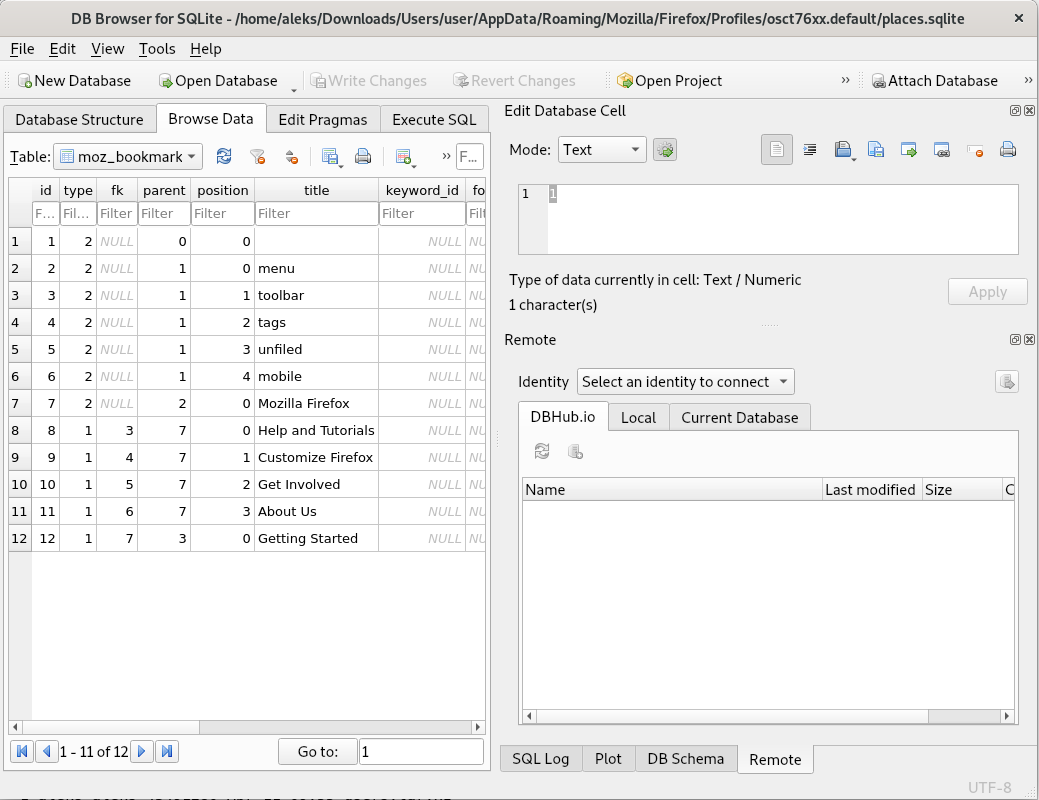 DB Browser for SQLite - /home/aleks/Downloads/Users/user/AppData/Roaming/Mozilla/Firefox/Profiles/osct76xx.default/places.sqlite
File Edit View Tools Help
New Database Open Database Write Changes Revert Changes Open Project » Attach Database »
Database Structure Browse Data Edit Pragmas Execute SQL
Table: moz_bookmark » F...
id type fk parent position title keyword_id fo
F... Fil... Filter Filter Filter Filter Filter Filt
1 1 2 NULL 0 0 NULL NU
2 2 2 NULL 1 0 menu NULL NU
3 3 2 NULL 1 1 toolbar NULL NU
4 4 2 NULL 1 2 tags NULL NU
5 5 2 NULL 1 3 unfiled NULL NU
6 6 2 NULL 1 4 mobile NULL NU
7 7 2 NULL 2 0 Mozilla Firefox NULL NU
8 8 1 3 7 0 Help and Tutorials NULL NU
9 9 1 4 7 1 Customize Firefox NULL NU
10 10 1 5 7 2 Get Involved NULL NU
11 11 1 6 7 3 About Us NULL NU
12 12 1 7 3 0 Getting Started NULL NU
1 - 11 of 12 Go to: 1
Edit Database Cell
Mode: Text
1 1
Type of data currently in cell: Text / Numeric
1 character(s)
Apply
Remote
Identity Select an identity to connect
DBHub.io Local Current Database
Name Last modified Size C
SQL Log Plot DB Schema Remote
UTF-8